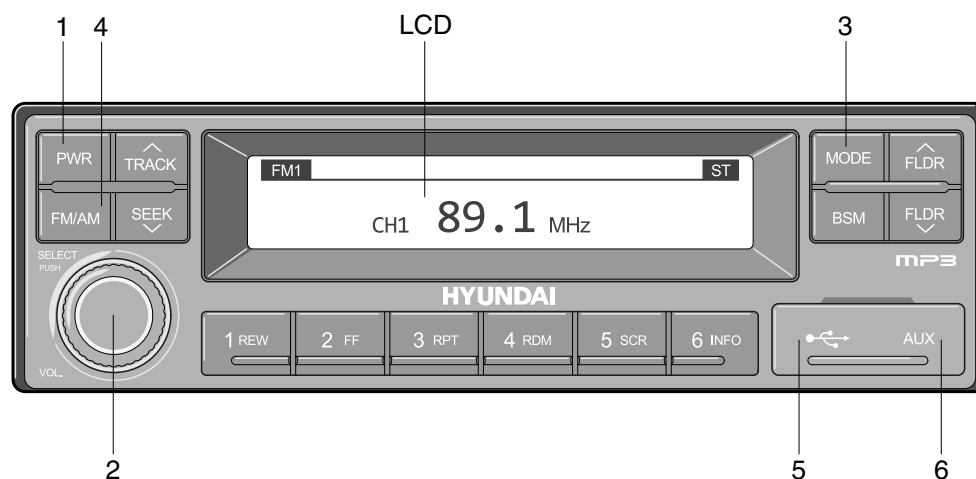 1 4 LCD 3
PWR TRACK MODE FLDR
FM1 ST
FM/AM SEEK CH1 89.1 MHz BSM FLDR
SELECT
PUSH
mp3
HYUNDAI
1 REW 2 FF 3 RPT 4 RDM 5 SCR 6 INFO AUX
VOL.
2 5 6